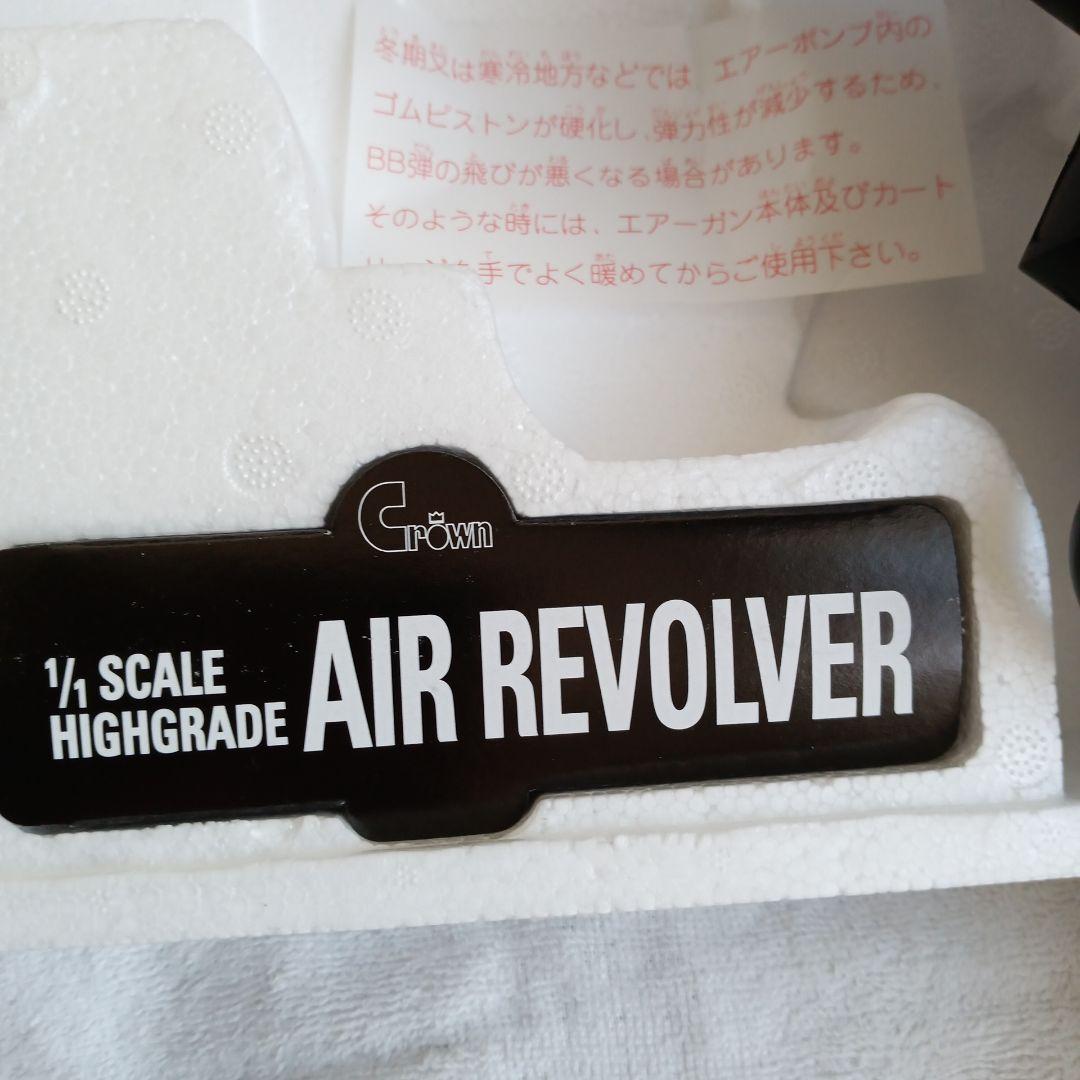 冬期又は寒冷地方などでは、エアーポンプ内の
ゴムピストンが硬化し、弾力性が減少するため、
BB弾の飛びが悪くなる場合があります。
そのような時には、エアーガン本体及びカート
手でよく暖めてからご使用下さい。
Crown
1/1 SCALE
HIGHGRADE
AIR REVOLVER